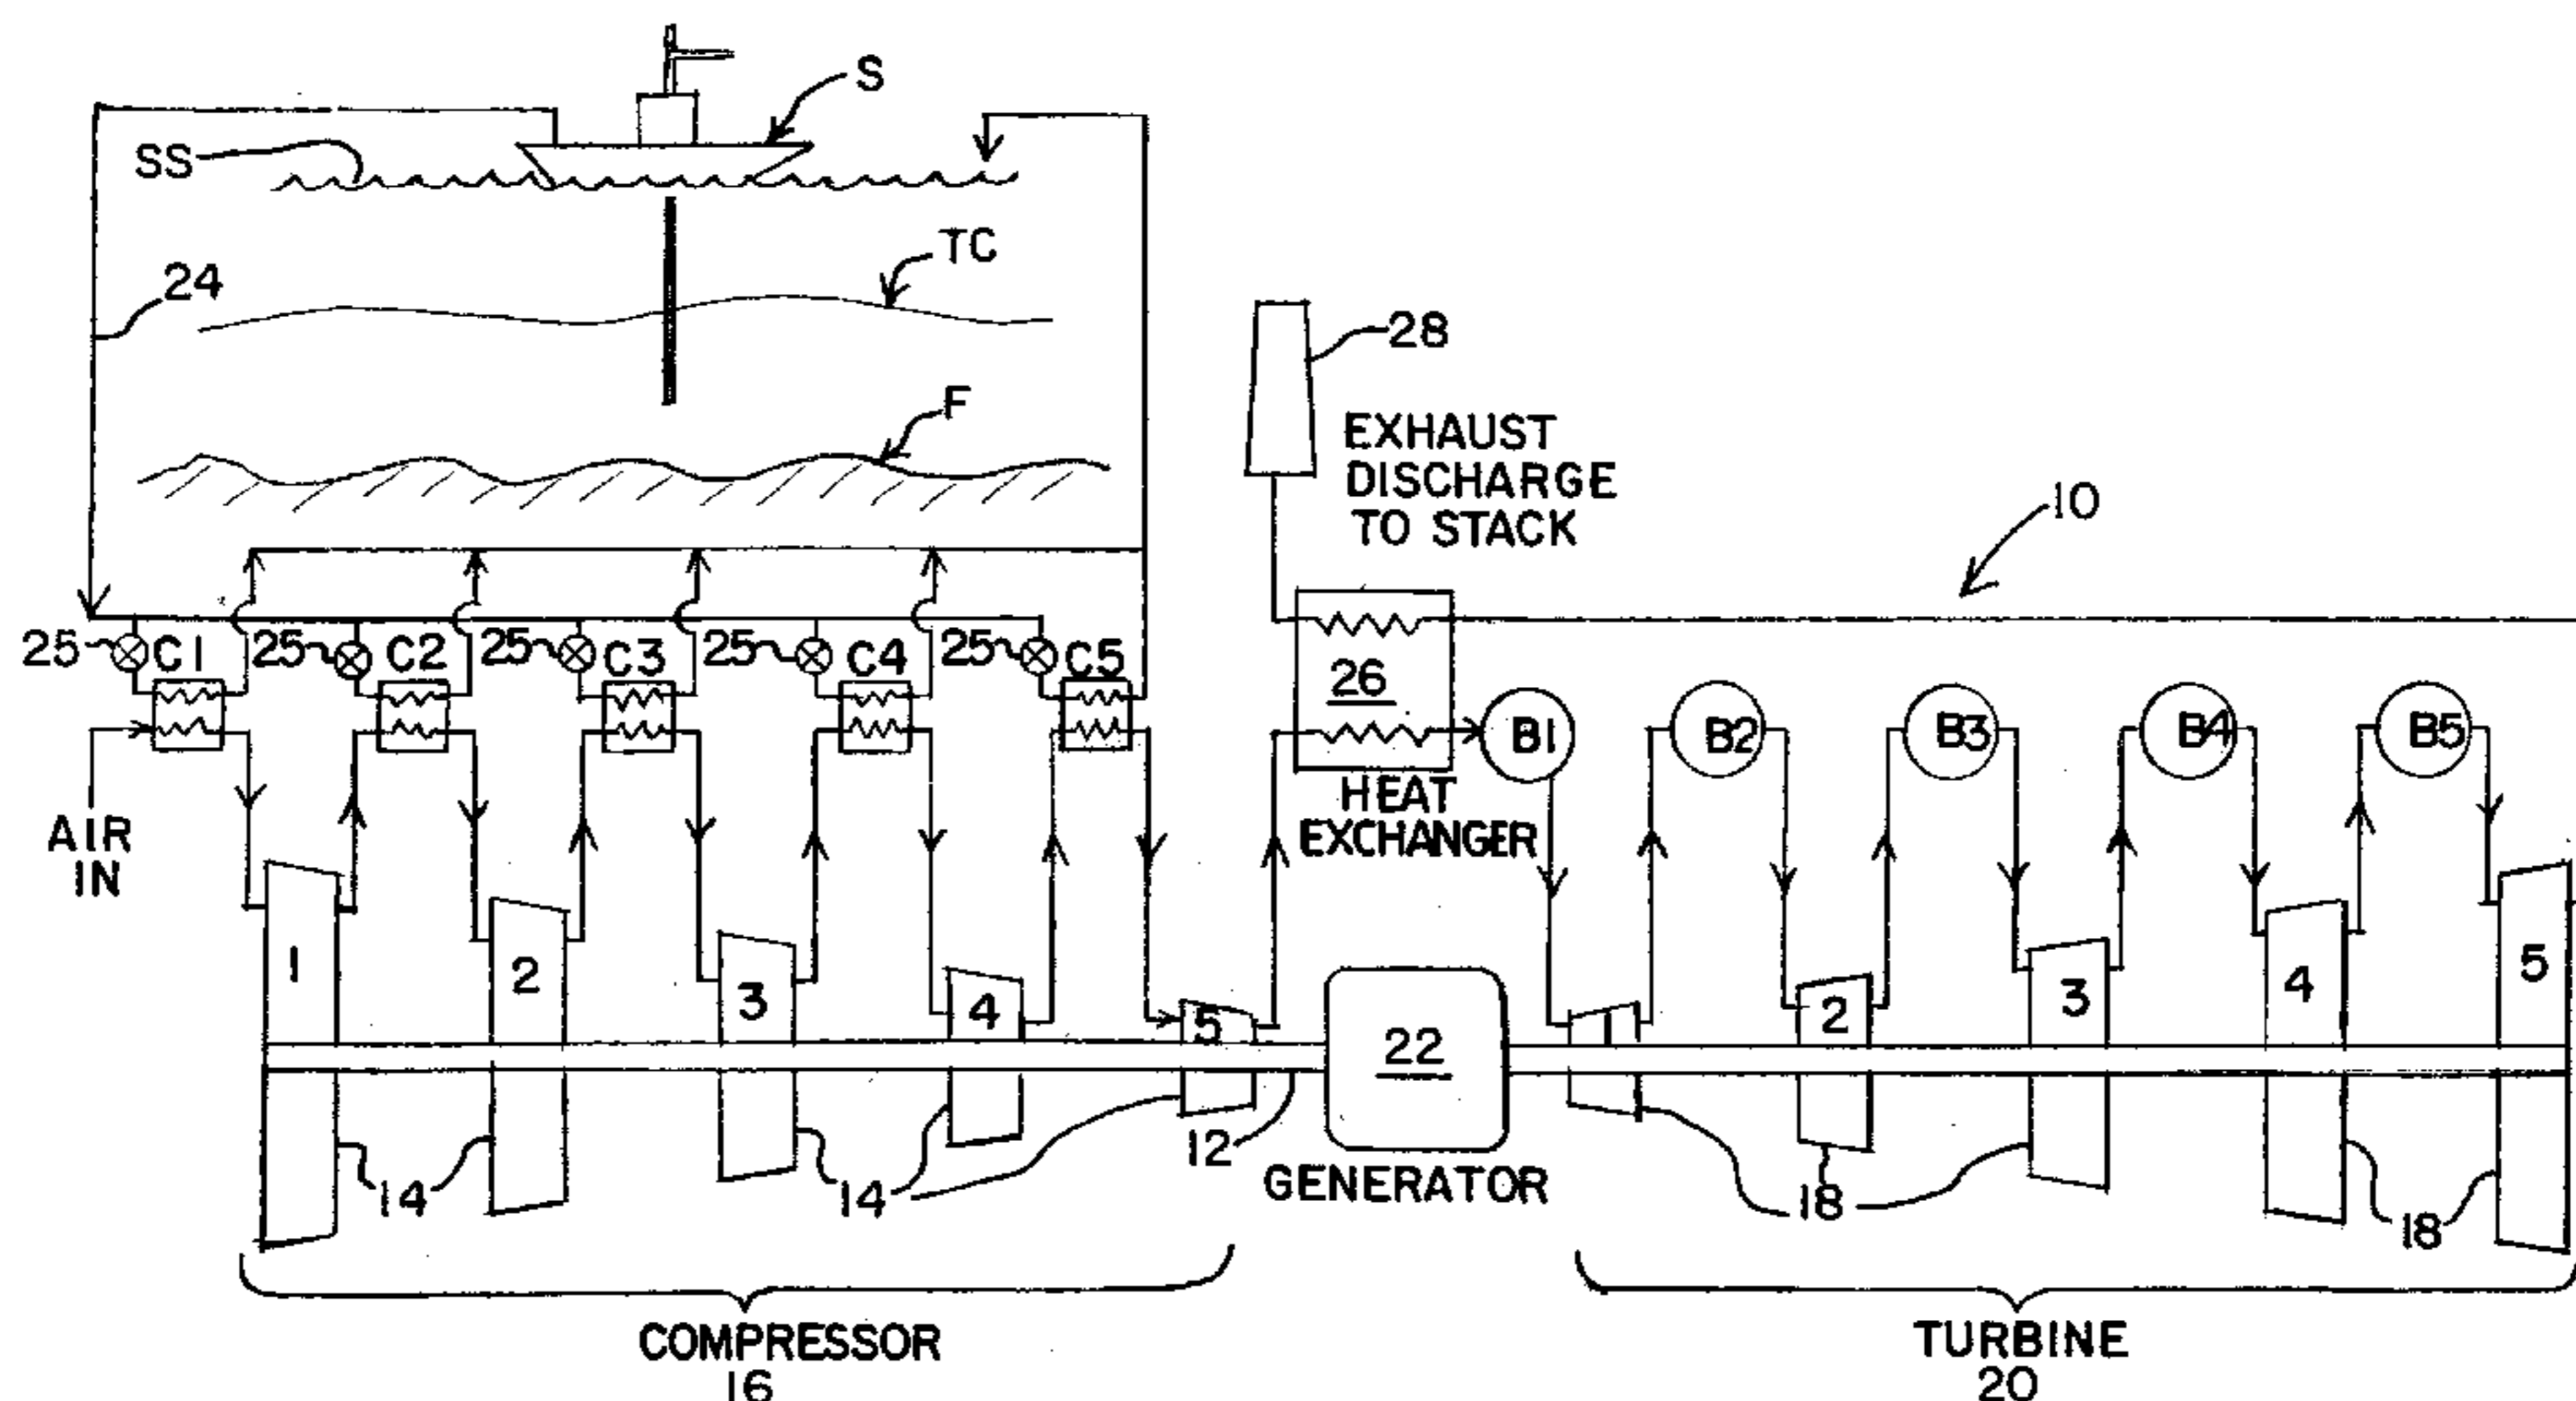 S
SS
TC
24
28
F
EXHAUST
DISCHARGE
TO STACK
10
25 C1 25 C2 25 C3 25 C4 25 C5
26
B1 B2 B3 B4 B5
HEAT
EXCHANGER
AIR
IN
1 2 3 4 5
22
2 3 4 5
12
GENERATOR
14 14
18 18
COMPRESSOR
16
TURBINE
20